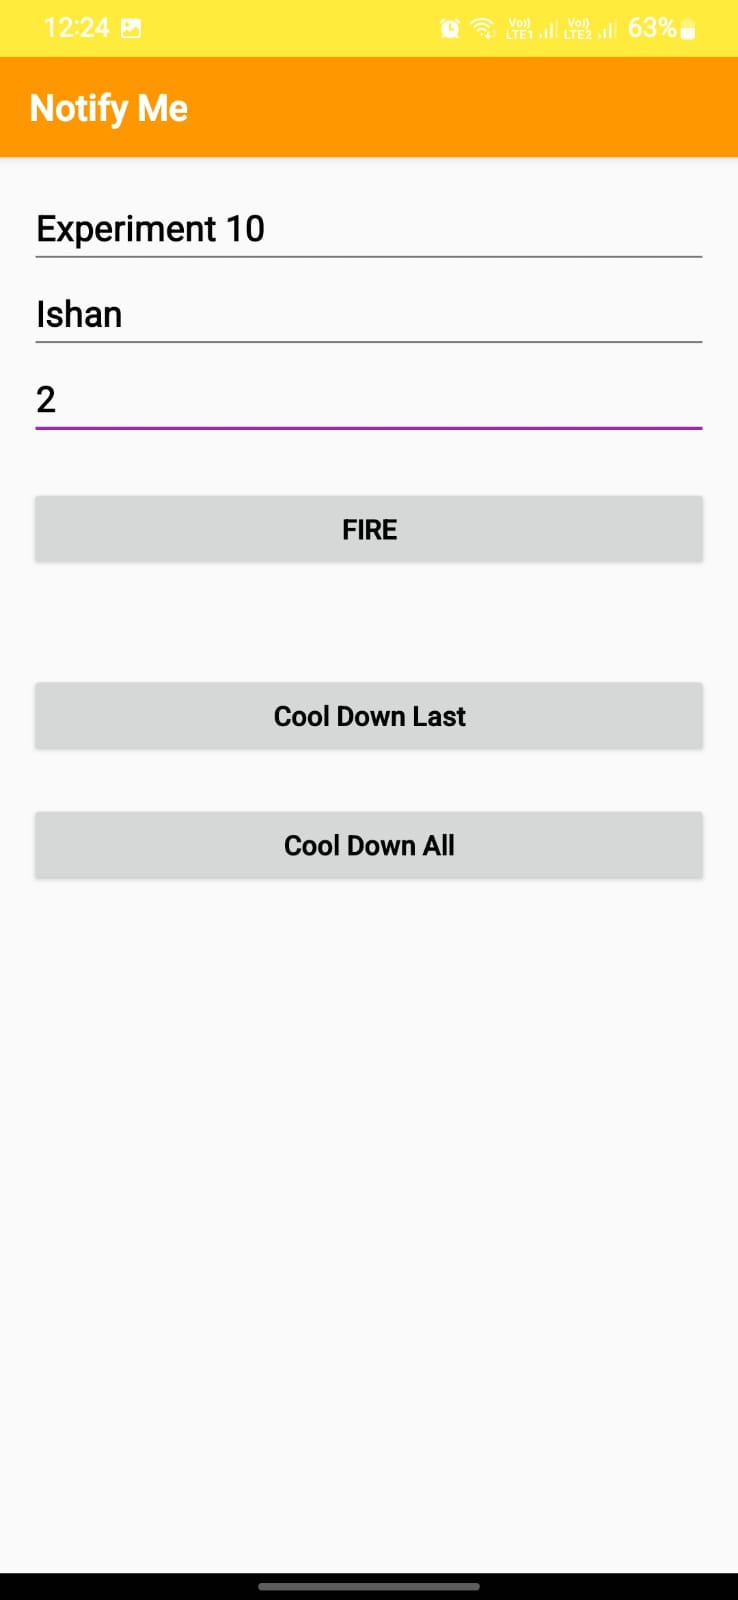 12:24 Vo)) LTE1 Vo)) LTE2 63%
Notify Me
Experiment 10
Ishan
2
FIRE
Cool Down Last
Cool Down All